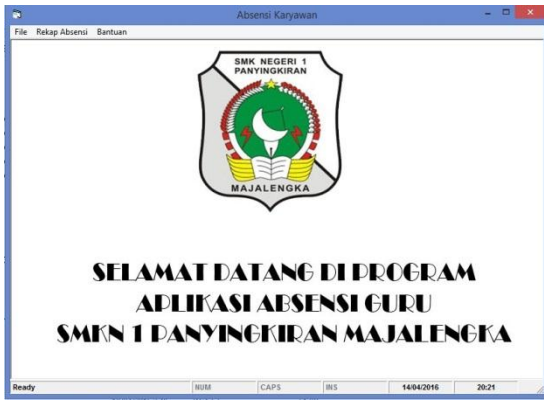 Absensi Karyawan
File Rekap Absensi Bantuan
SMK NEGERI 1
PANYINGKIRAN
MAJALENGKA
SELAMAT DATANG DI PROGRAM
APLIKASI ABSENSI GURU
SMKN 1 PANYINGKIRAN MAJALENGKA
Ready NUM CAPS INS 14/04/2016 20:21